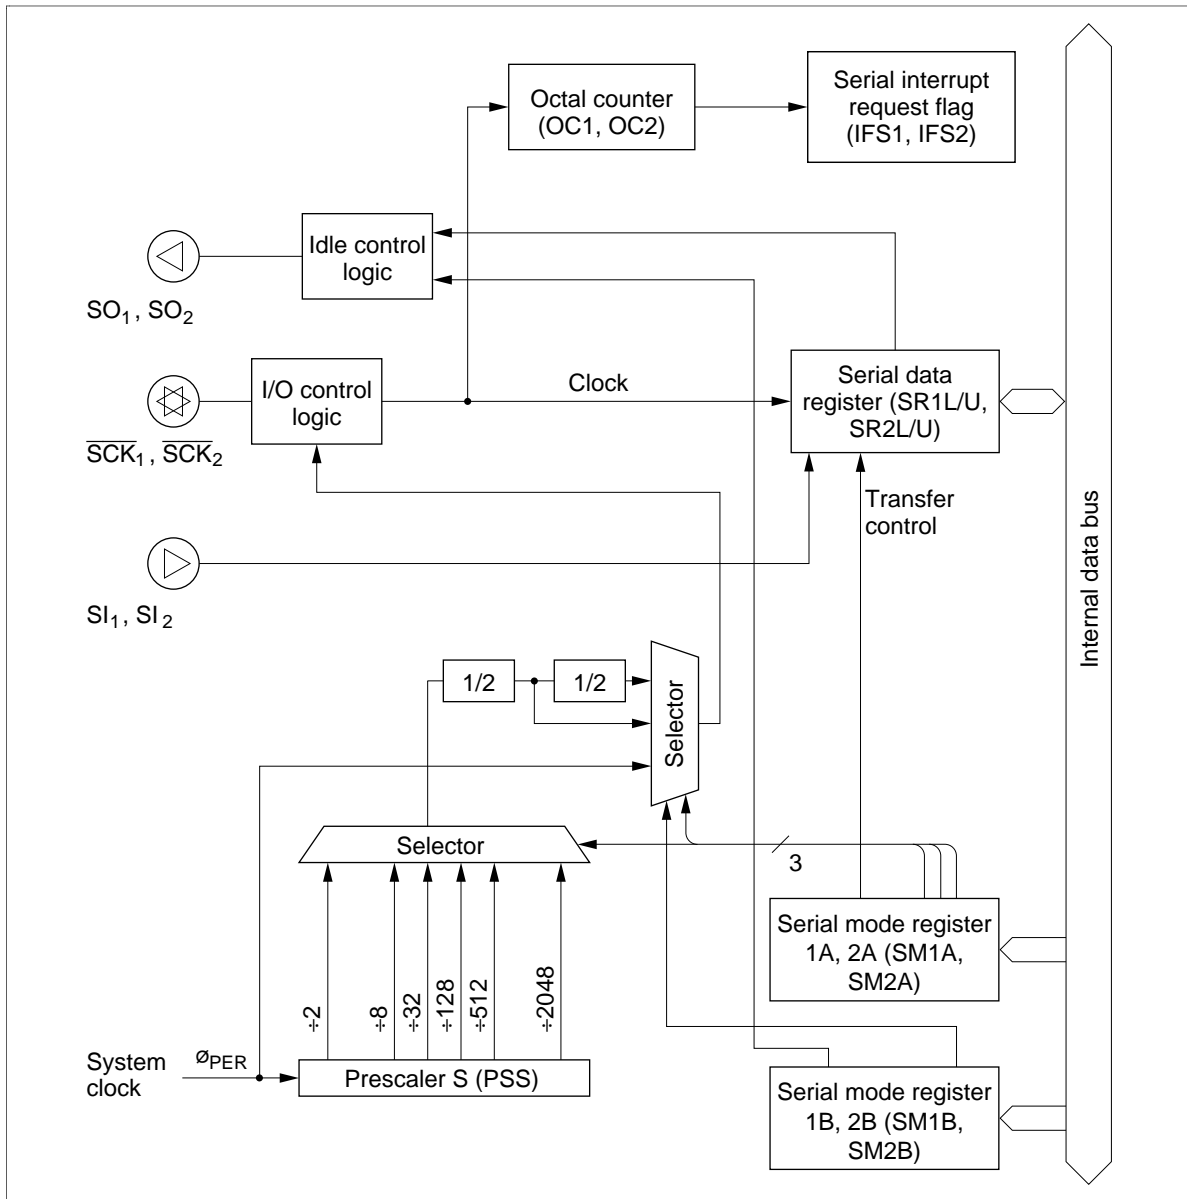 Octal counter
(OC1, OC2)
Serial interrupt
request flag
(IFS1, IFS2)
Idle control
logic
SO1, SO2
I/O control
logic
Clock
Serial data
register (SR1L/U,
SR2L/U)
SCK1, SCK2
Transfer
control
SI1, SI2
Internal data bus
1/2
1/2
Selector
Selector
3
Serial mode register
1A, 2A (SM1A,
SM2A)
÷2
÷8
÷32
÷128
÷512
÷2048
System
clock
øPER
Prescaler S (PSS)
Serial mode register
1B, 2B (SM1B,
SM2B)